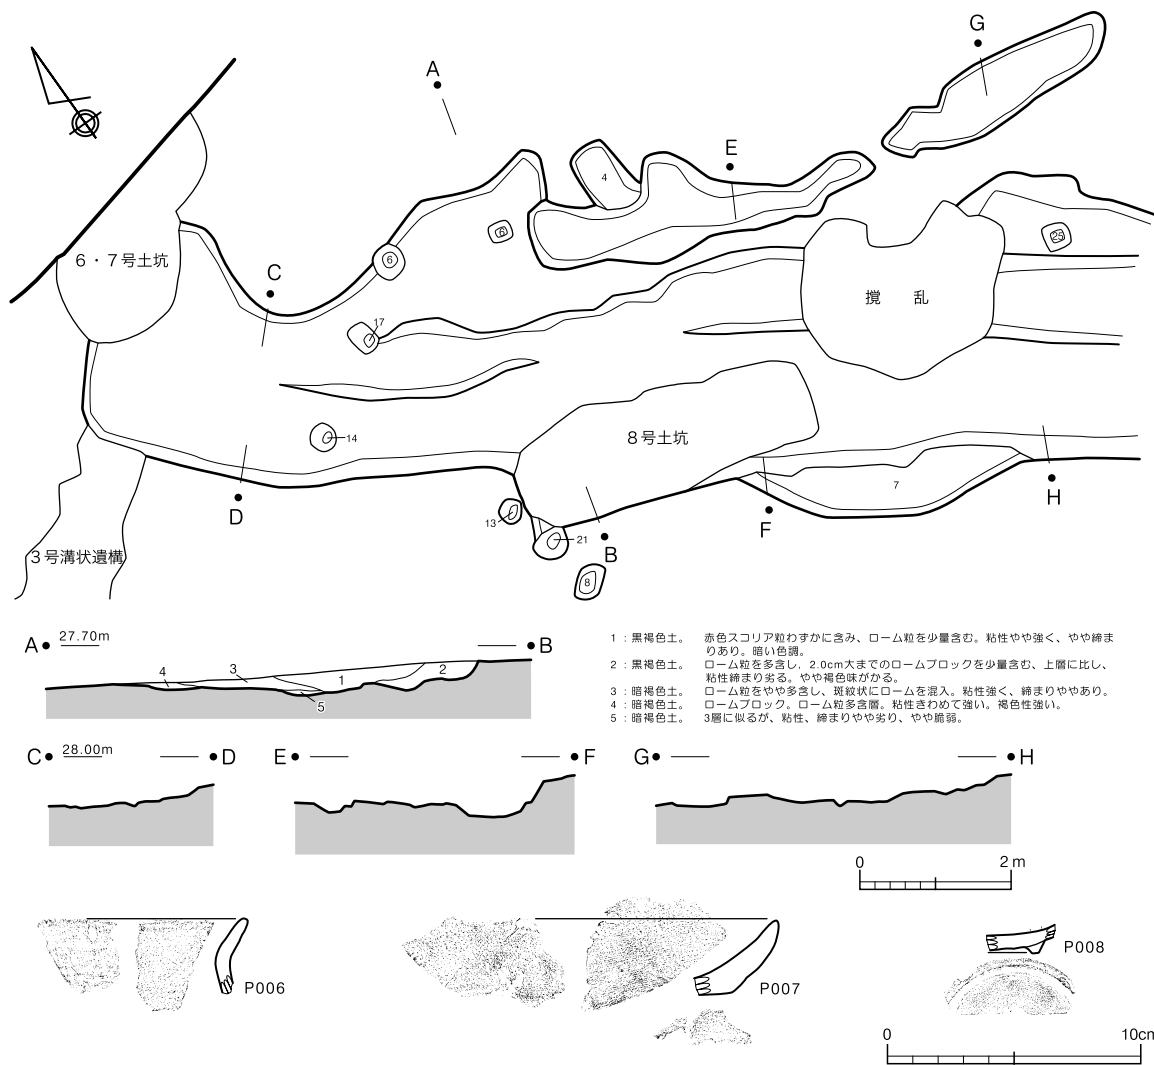 G
A
E
4
6
25
6・7号土坑
6
C
撹　乱
17
14
8号土坑
7
D
H
13
F
21
B
3号溝状遺構
8
A 27.70m B
4 3 1 2
5
1：黒褐色土。 赤色スコリア粒わずかに含み、ローム粒を少量含む。粘性やや強く、やや締ま
りあり。暗い色調。
2：黒褐色土。 ローム粒を多含し、2.0cm大までのロームブロックを少量含む、上層に比し、
粘性締まり劣る。やや褐色味がかる。
3：暗褐色土。 ローム粒をやや多含し、斑紋状にロームを混入。粘性強く、締まりややあり。
4：暗褐色土。 ロームブロック。ローム粒多含層。粘性きわめて強い。褐色性強い。
5：暗褐色土。 3層に似るが、粘性、締まりやや劣り、やや脆弱。
C 28.00m D E F G H
0 2 m
P006
P007
P008
0 10cm